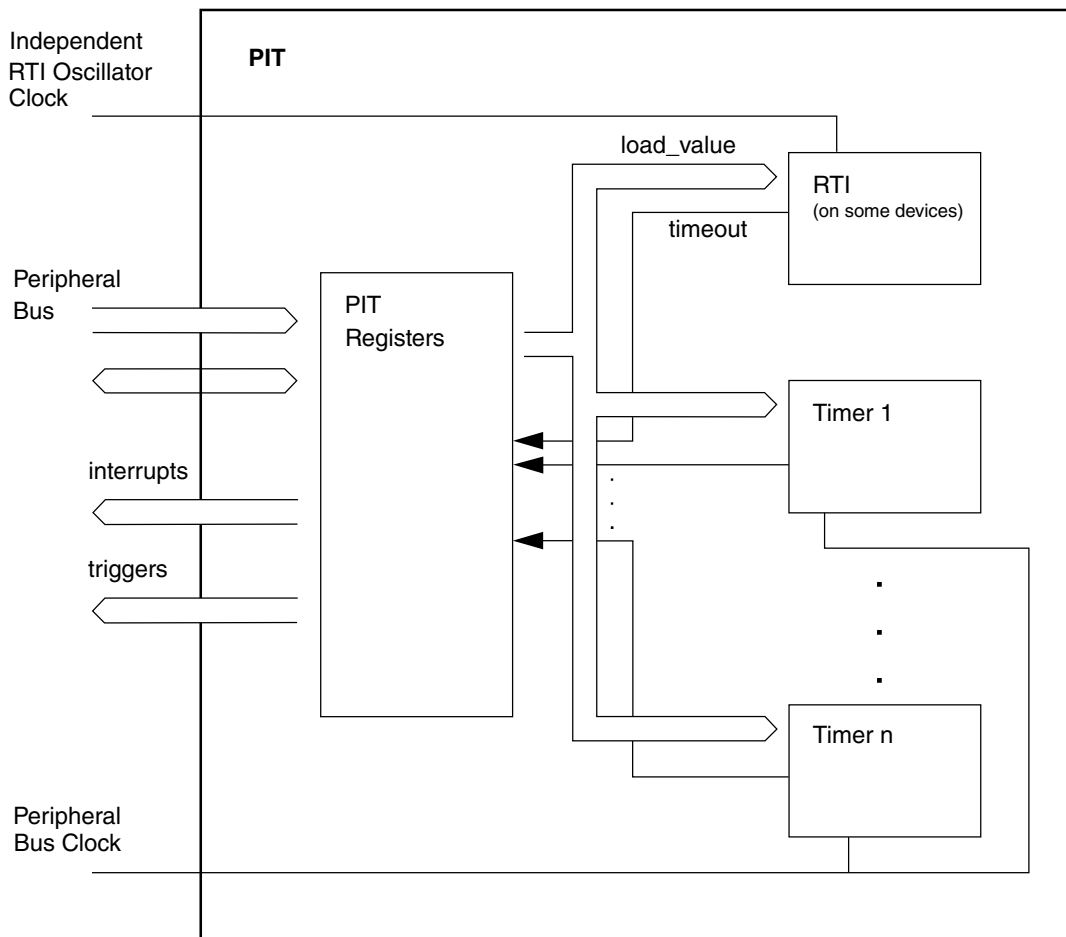 Independent
RTI Oscillator
Clock
PIT
load_value
RTI
(on some devices)
timeout
Peripheral
Bus
PIT
Registers
Timer 1
interrupts
triggers
Timer n
Peripheral
Bus Clock